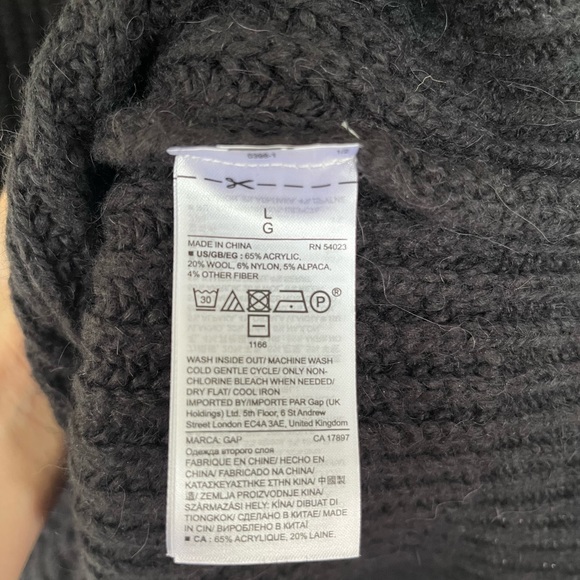 L
G
MADE IN CHINA RN 54023
■ US/GB/EG : 65% ACRYLIC,
20% WOOL, 6% NYLON, 5% ALPACA,
4% OTHER FIBER
30 P
1166
WASH INSIDE OUT/ MACHINE WASH
COLD GENTLE CYCLE/ ONLY NON-
CHLORINE BLEACH WHEN NEEDED/
DRY FLAT/ COOL IRON
IMPORTED BY/IMPORTE PAR Gap (UK
Holdings) Ltd. 5th Floor, 6 St Andrew
Street London EC4A 3AE, United Kingdom
MARCA: GAP CA 17897
Одежда второго слоя
FABRIQUE EN CHINE/ HECHO EN
CHINA/ FABRICADO NA CHINA/
ΚΑΤΑΣΚΕΥΑΣΤΗΚΕ ΣΤΗΝ ΚΙΝΑ/ 中國製
造/ ZEMLJA PROIZVODNJE KINA/
SZÁRMAZÁSI HELY: KÍNA/ DIBUAT DI
TIONGKOK/ СДЕЛАНО В КИТАЕ/ MADE
IN CIN/ ВИРОБЛЕНО В КИТАЇ
■ CA : 65% ACRYLIQUE, 20% LAINE,